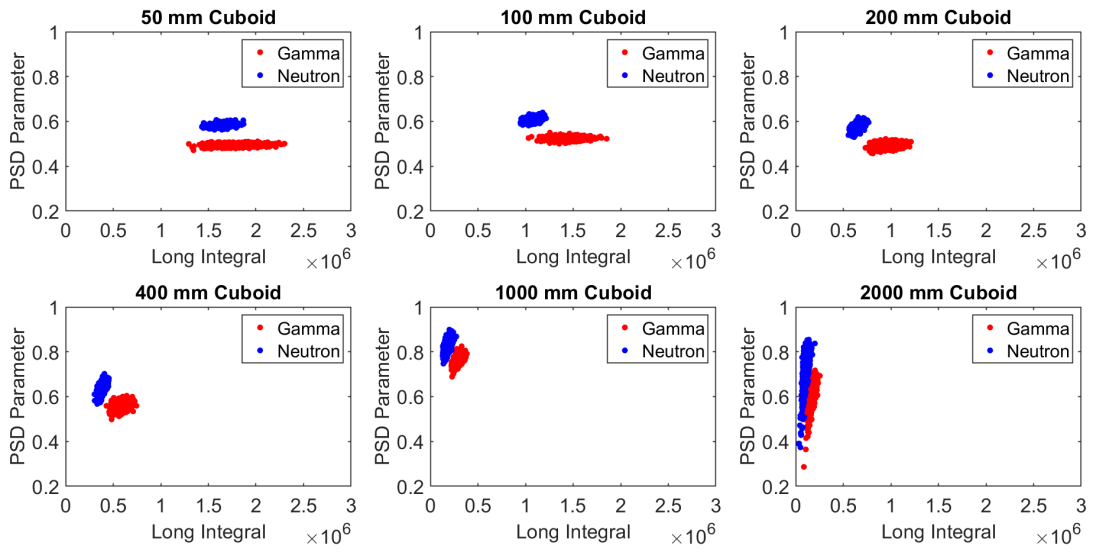 50 mm Cuboid
1
0.8
0.6
0.4
0.2
PSD Parameter
Gamma
Neutron
0 0.5 1 1.5 2 2.5 3
Long Integral ×10^6
100 mm Cuboid
1
0.8
0.6
0.4
0.2
PSD Parameter
Gamma
Neutron
0 0.5 1 1.5 2 2.5 3
Long Integral ×10^6
200 mm Cuboid
1
0.8
0.6
0.4
0.2
PSD Parameter
Gamma
Neutron
0 0.5 1 1.5 2 2.5 3
Long Integral ×10^6
400 mm Cuboid
1
0.8
0.6
0.4
0.2
PSD Parameter
Gamma
Neutron
0 0.5 1 1.5 2 2.5 3
Long Integral ×10^6
1000 mm Cuboid
1
0.8
0.6
0.4
0.2
PSD Parameter
Gamma
Neutron
0 0.5 1 1.5 2 2.5 3
Long Integral ×10^6
2000 mm Cuboid
1
0.8
0.6
0.4
0.2
PSD Parameter
Gamma
Neutron
0 0.5 1 1.5 2 2.5 3
Long Integral ×10^6